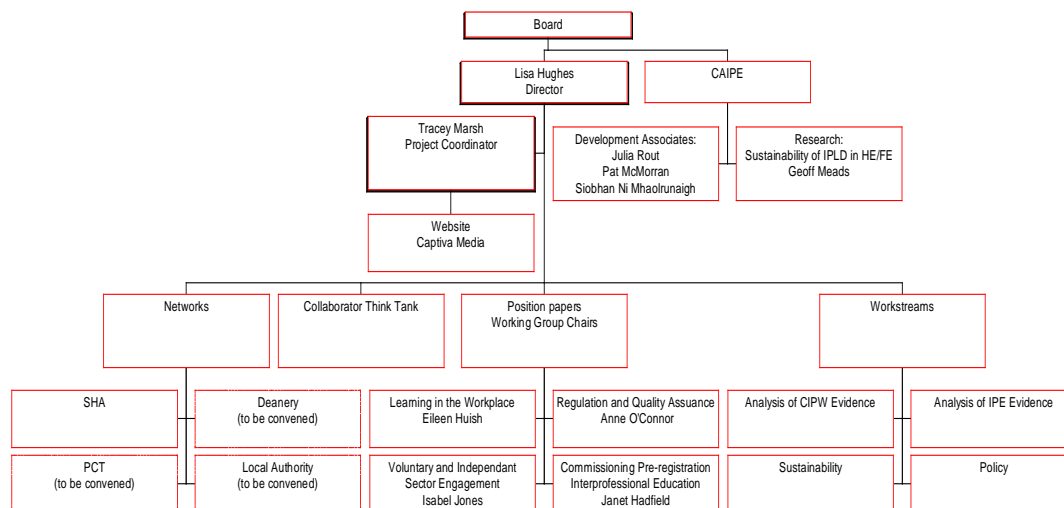 Board
Lisa Hughes
Director
CAIPE
Tracey Marsh
Project Coordinator
Development Associates:
Julia Rout
Pat McMorran
Siobhan Ni Mhaolrunaigh
Research:
Sustainability of IPLD in HE/FE
Geoff Meads
Website
Captiva Media
Networks
Collaborator Think Tank
Position papers
Working Group Chairs
Workstreams
SHA
Deanery
(to be convened)
Learning in the Workplace
Eileen Huish
Regulation and Quality Assuance
Anne O'Connor
Analysis of CIPW Evidence
Analysis of IPE Evidence
PCT
(to be convened)
Local Authority
(to be convened)
Voluntary and Independant
Sector Engagement
Isabel Jones
Commissioning Pre-registration
Interprofessional Education
Janet Hadfield
Sustainability
Policy